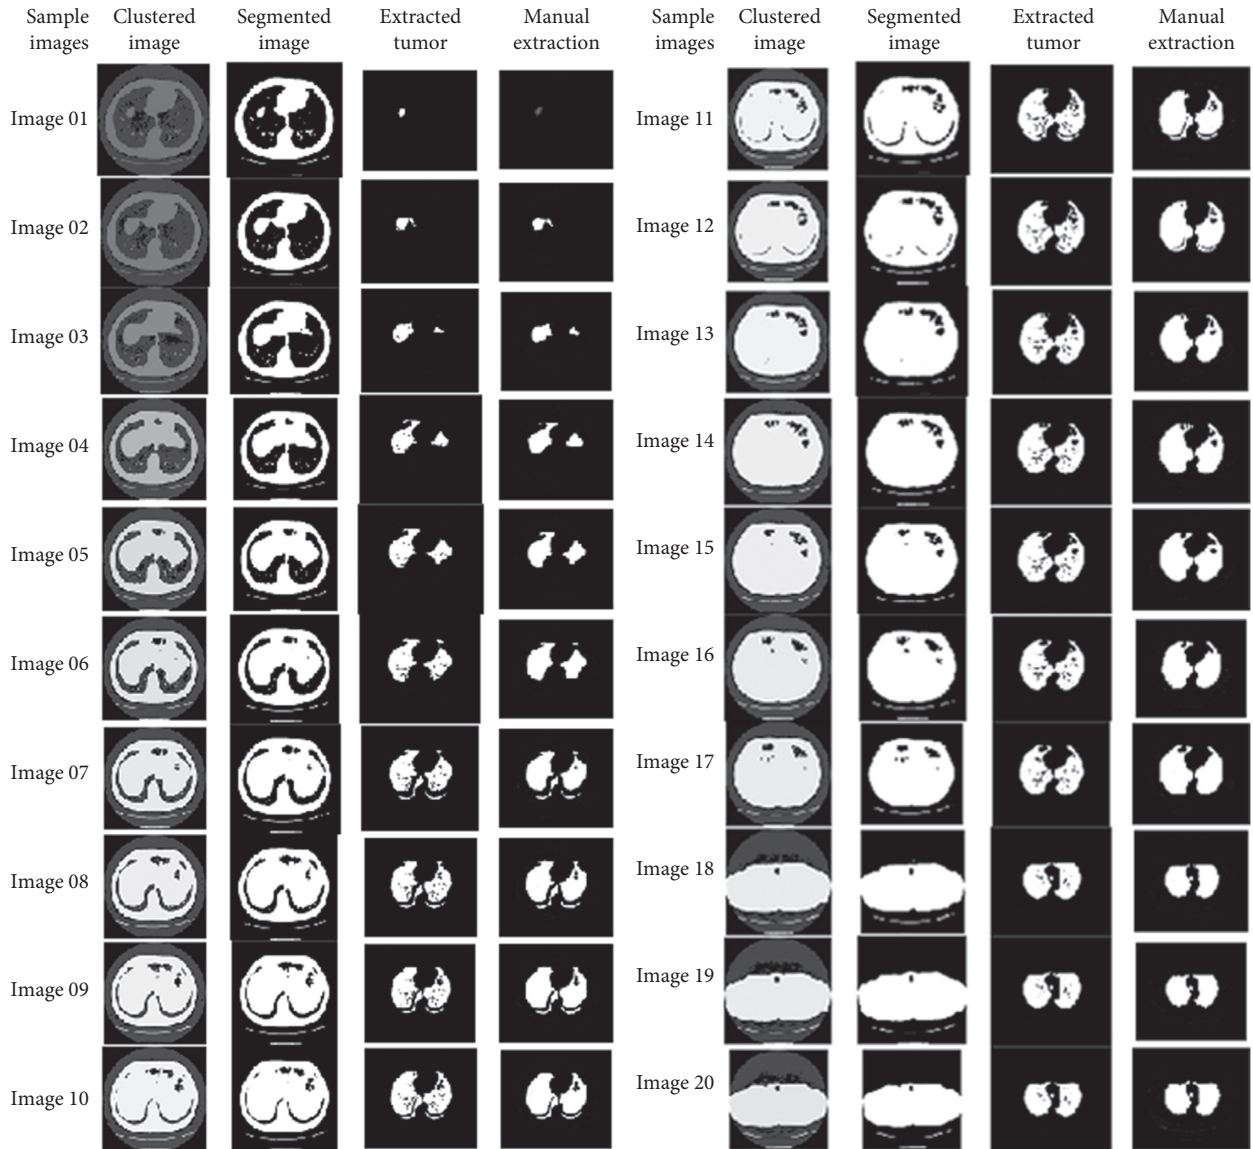 Sample images
Clustered image
Segmented image
Extracted tumor
Manual extraction
Sample images
Clustered image
Segmented image
Extracted tumor
Manual extraction
Image 01
Image 02
Image 03
Image 04
Image 05
Image 06
Image 07
Image 08
Image 09
Image 10
Image 11
Image 12
Image 13
Image 14
Image 15
Image 16
Image 17
Image 18
Image 19
Image 20